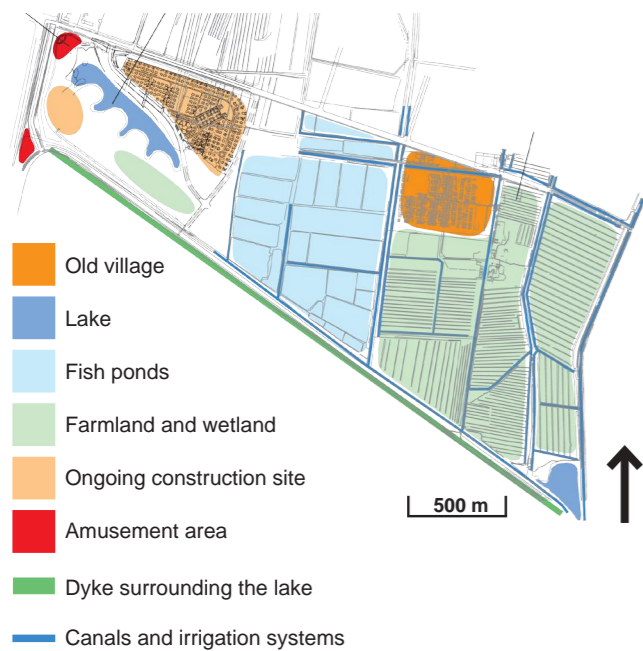 Old village
Lake
Fish ponds
Farmland and wetland
Ongoing construction site
Amusement area
Dyke surrounding the lake
Canals and irrigation systems
500 m